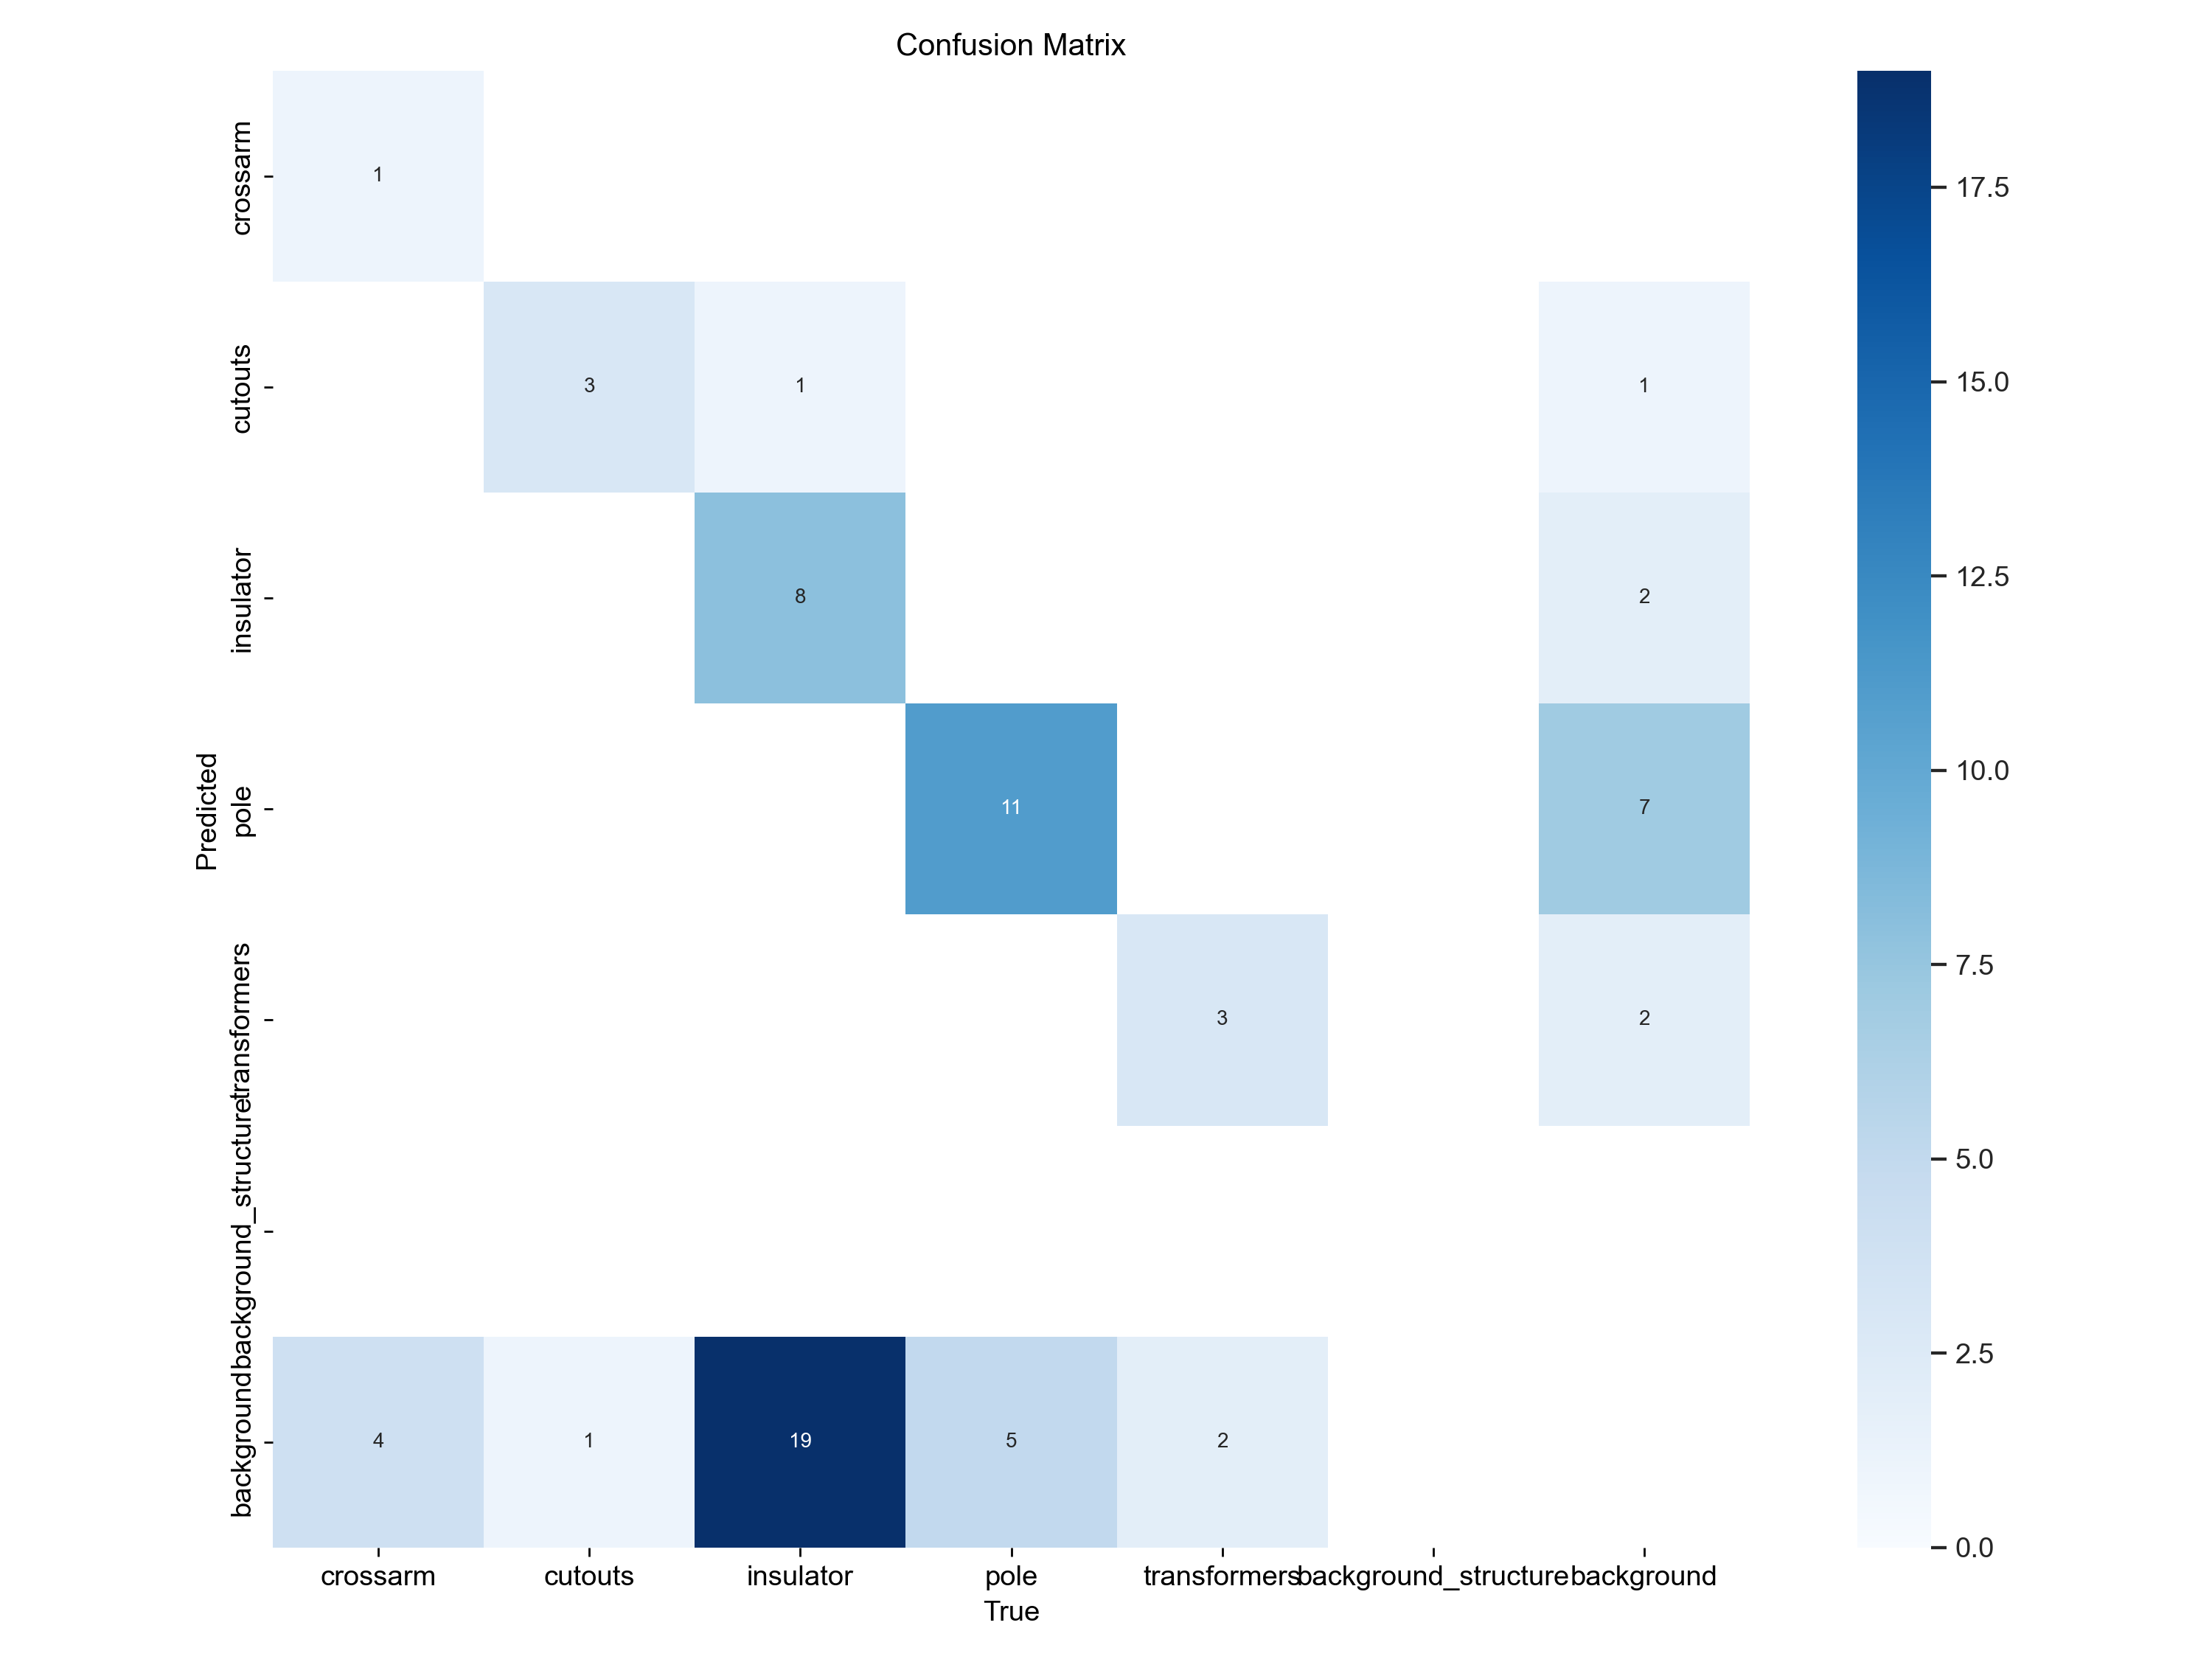 Confusion Matrix
crossarm
1
cutouts
3 1 1
insulator
8 2
Predicted
pole
11 7
transformers
3 2
background_structure
background
4 1 19 5 2
crossarm cutouts insulator pole transformers background_structure background
True
17.5
15.0
12.5
10.0
7.5
5.0
2.5
0.0